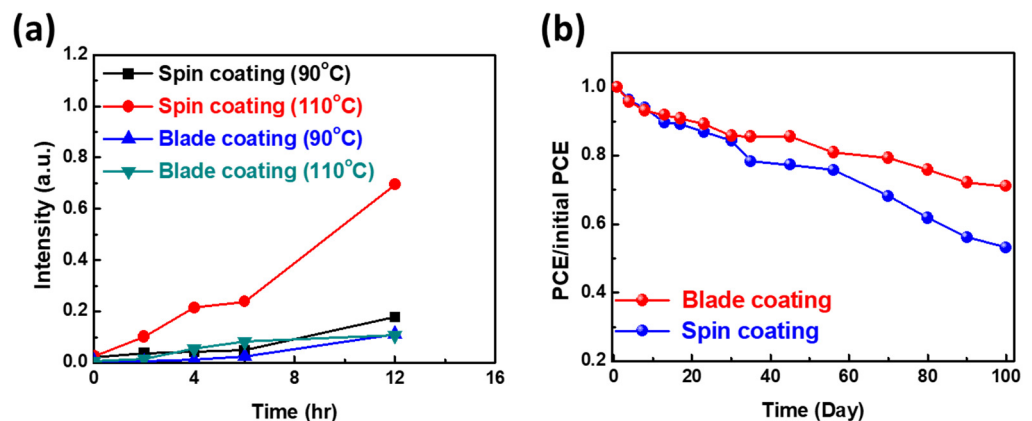 (a)
Intensity (a.u.)
1.2
1.0
0.8
0.6
0.4
0.2
0.0
Spin coating (90°C)
Spin coating (110°C)
Blade coating (90°C)
Blade coating (110°C)
0 4 8 12 16
Time (hr)
(b)
PCE/initial PCE
1.0
0.8
0.6
0.4
0.2
Blade coating
Spin coating
0 20 40 60 80 100
Time (Day)